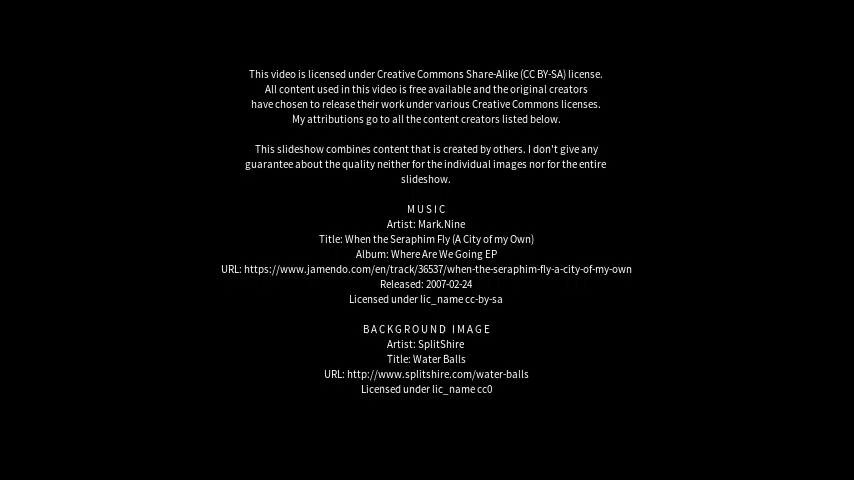 This video is licensed under Creative Commons Share-Alike (CC BY-SA) license.
All content used in this video is free available and the original creators
have chosen to release their work under various Creative Commons licenses.
My attributions go to all the content creators listed below.
This slideshow combines content that is created by others. I don't give any
guarantee about the quality neither for the individual images nor for the entire
slideshow.
MUSIC
Artist: Mark.Nine
Title: When the Seraphim Fly (A City of my Own)
Album: Where Are We Going EP
URL: https://www.jamendo.com/en/track/36537/when-the-seraphim-fly-a-city-of-my-own
Released: 2007-02-24
Licensed under lic_name cc-by-sa
BACKGROUND IMAGE
Artist: SplitShire
Title: Water Balls
URL: http://www.splitshire.com/water-balls
Licensed under lic_name cc0